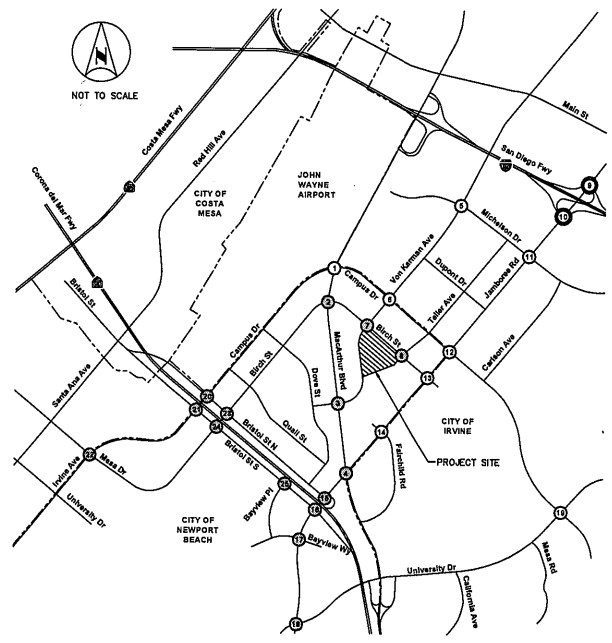 NOT TO SCALE
Costa Mesa Fwy
Red Hill Ave
Main St
San Diego Fwy
JOHN
WAYNE
AIRPORT
CITY OF
COSTA
MESA
Corona del Mar Fwy
9
10
5
Michelson Dr
11
Von Karman Ave
Dupont Dr
Teller Ave
Jamboree Rd
Carlson Ave
Bristol St
1
Campus Dr
6
2
7
Birch St
8
12
13
Campus Dr
Birch St
MacArthur Blvd
Dove St
3
Santa Ana Ave
20
21
23
24
Bristol St N
Quail St
Bristol St S
CITY OF
IRVINE
14
PROJECT SITE
Fairchild Rd
22
Mesa Dr
Irvine Ave
University Dr
4
25
Bayview Pl
15
16
CITY OF
NEWPORT
BEACH
17
Bayview Wy
19
Mesa Rd
University Dr
California Ave
18